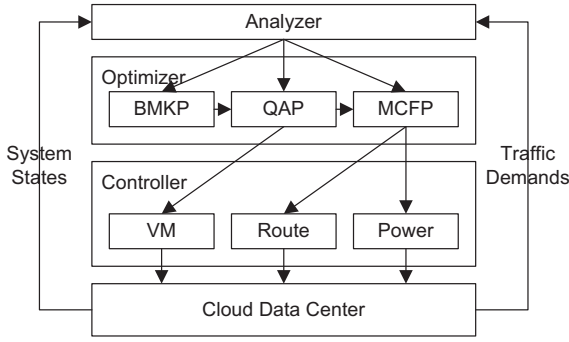 Analyzer
Optimizer
BMKP QAP MCFP
System States
Traffic Demands
Controller
VM Route Power
Cloud Data Center